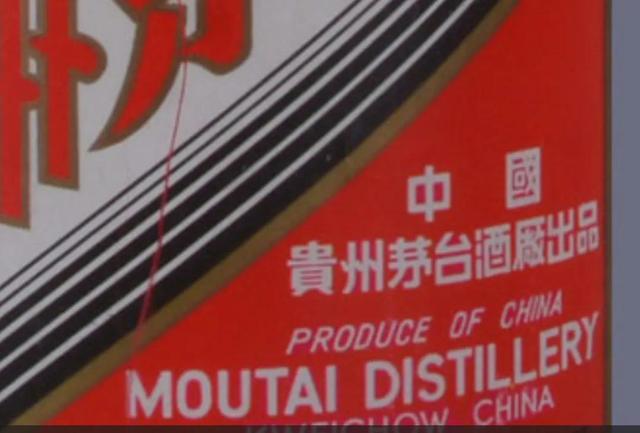 中國
貴州茅台酒廠出品
PRODUCE OF CHINA
MOUTAI DISTILLERY
KWEICHOW, CHINA